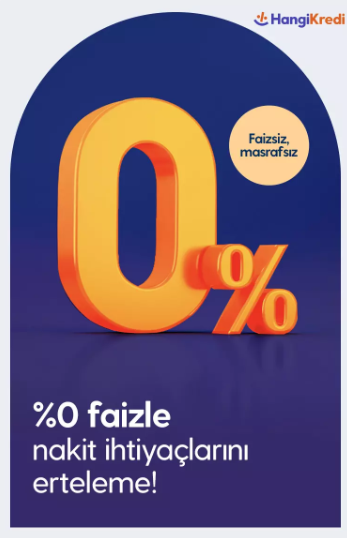 HangiKredi
0%
Faizsiz,
masrafsız
%0 faizle
nakit ihtiyaçlarını
erteleme!